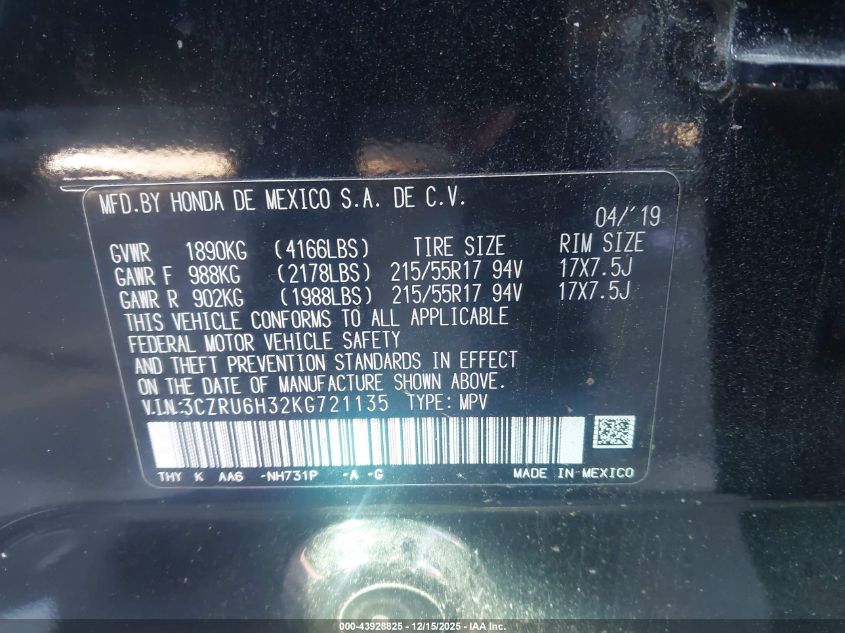 MFD.BY HONDA DE MEXICO S.A. DE C.V.
04/'19
GVWR 1890KG (4166LBS) TIRE SIZE RIM SIZE
GAWR F 988KG (2178LBS) 215/55R17 94V 17X7.5J
GAWR R 902KG (1988LBS) 215/55R17 94V 17X7.5J
THIS VEHICLE CONFORMS TO ALL APPLICABLE
FEDERAL MOTOR VEHICLE SAFETY
AND THEFT PREVENTION STANDARDS IN EFFECT
ON THE DATE OF MANUFACTURE SHOWN ABOVE.
V.I.N:3CZRU6H32KG721135 TYPE: MPV
THY K AA6 -NH731P -A -G * MADE IN MEXICO
000-43928825 - 12/15/2025 - IAA Inc.